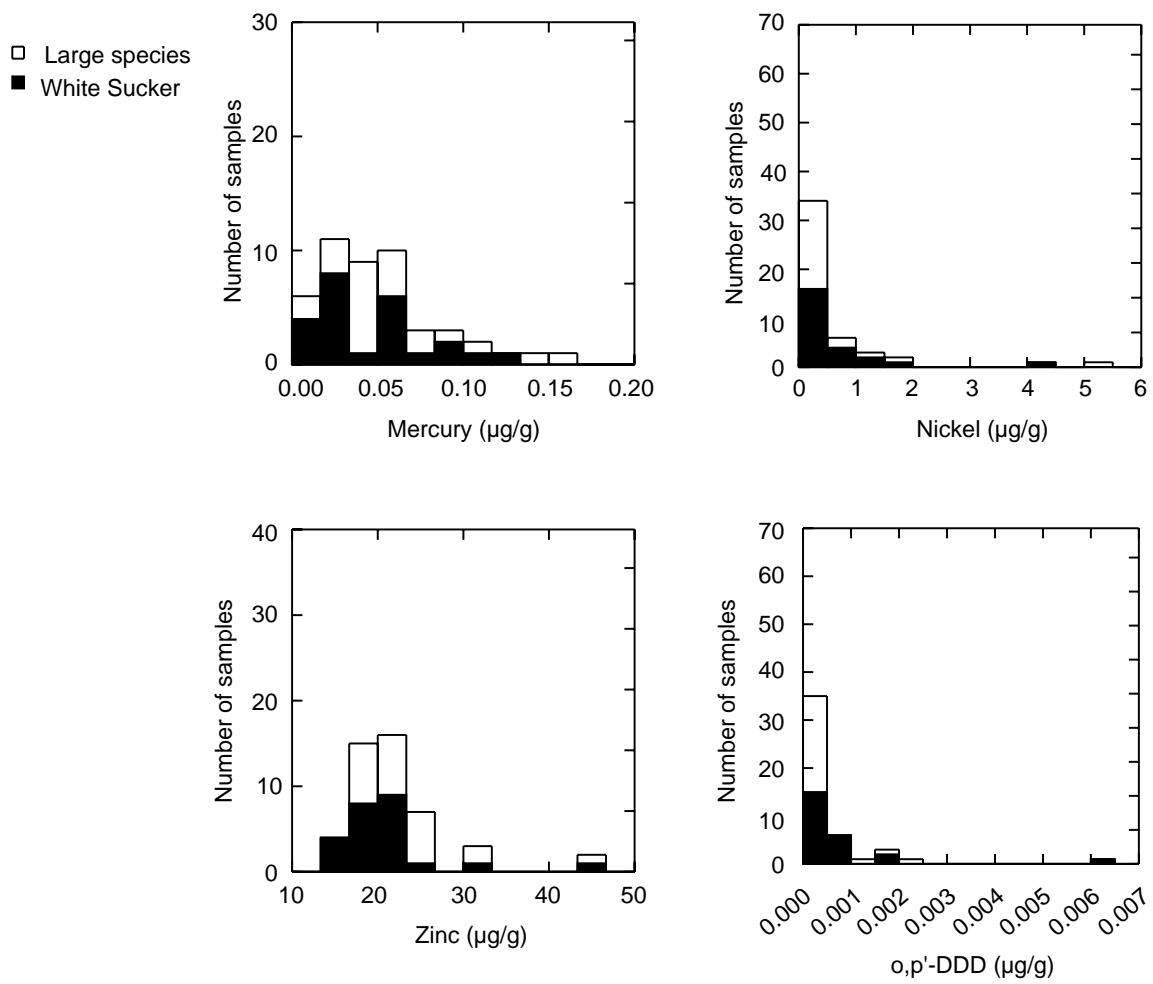 Large species
White Sucker
30
20
10
0
Number of samples
0.00 0.05 0.10 0.15 0.20
Mercury (µg/g)
70
60
50
40
30
20
10
0
Number of samples
0 1 2 3 4 5 6
Nickel (µg/g)
40
30
20
10
0
Number of samples
10 20 30 40 50
Zinc (µg/g)
70
60
50
40
30
20
10
0
Number of samples
0.000 0.001 0.002 0.003 0.004 0.005 0.006 0.007
o,p'-DDD (µg/g)